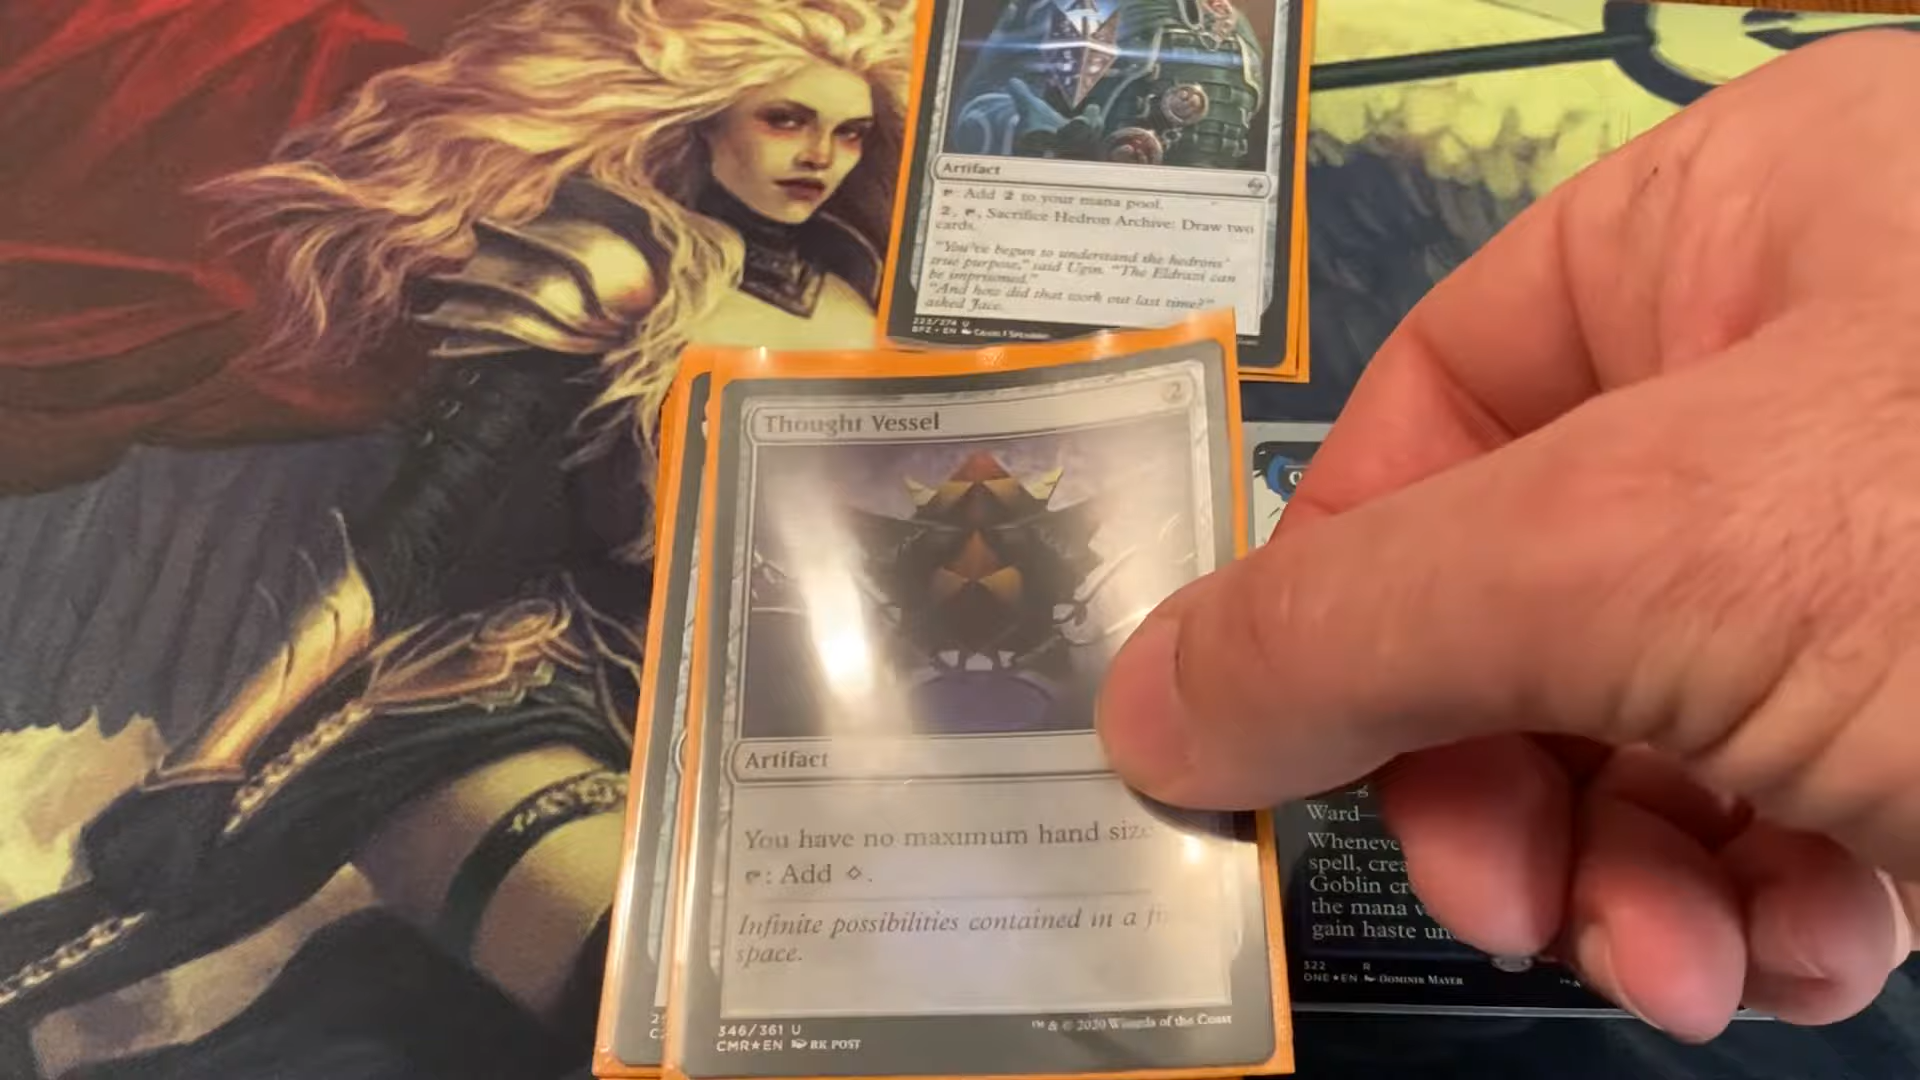 Artifact
: Add 2 to your mana pool.
2, , Sacrifice Hedron Archive: Draw two
cards.
"You've begun to understand the hedrons'
true purpose," said Ugin. "The Eldrazi can
be imprisoned."
"And how did that work out last time?"
asked Jace.
223/274 U
BFZ • EN
Thought Vessel
2
Artifact
You have no maximum hand size
: Add ◇.
Infinite possibilities contained in a
space.
346/361 U
CMR★EN RK POST
™ & © 2020 Wizards of the Coast
Ward—
Whenever
spell,
Goblin
the mana
gain haste
322 R
ONE★EN DOMINIK MAYER